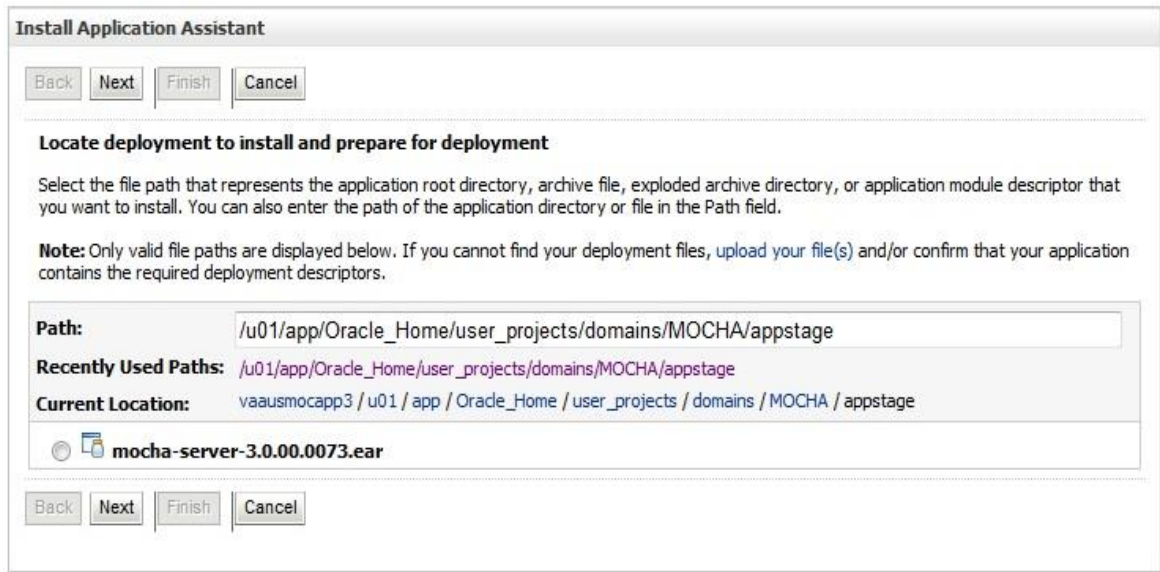 Install Application Assistant
Back Next Finish Cancel
Locate deployment to install and prepare for deployment
Select the file path that represents the application root directory, archive file, exploded archive directory, or application module descriptor that
you want to install. You can also enter the path of the application directory or file in the Path field.
Note: Only valid file paths are displayed below. If you cannot find your deployment files, upload your file(s) and/or confirm that your application
contains the required deployment descriptors.
Path: /u01/app/Oracle_Home/user_projects/domains/MOCHA/appstage
Recently Used Paths: /u01/app/Oracle_Home/user_projects/domains/MOCHA/appstage
Current Location: vaausmocapp3 / u01 / app / Oracle_Home / user_projects / domains / MOCHA / appstage
mocha-server-3.0.00.0073.ear
Back Next Finish Cancel